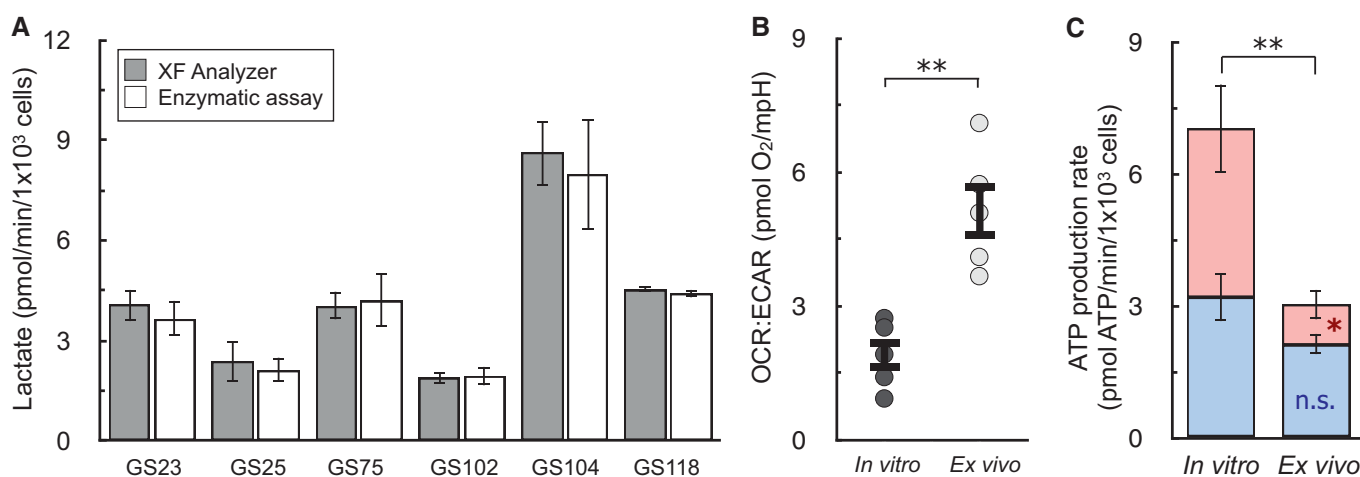 A
Lactate (pmol/min/1x10³ cells)
12
9
6
3
0
XF Analyzer
Enzymatic assay
GS23 GS25 GS75 GS102 GS104 GS118
B
OCR:ECAR (pmol O₂/mpH)
9
6
3
0
**
In vitro Ex vivo
C
ATP production rate
(pmol ATP/min/1x10³ cells)
9
6
3
0
**
*
n.s.
In vitro Ex vivo